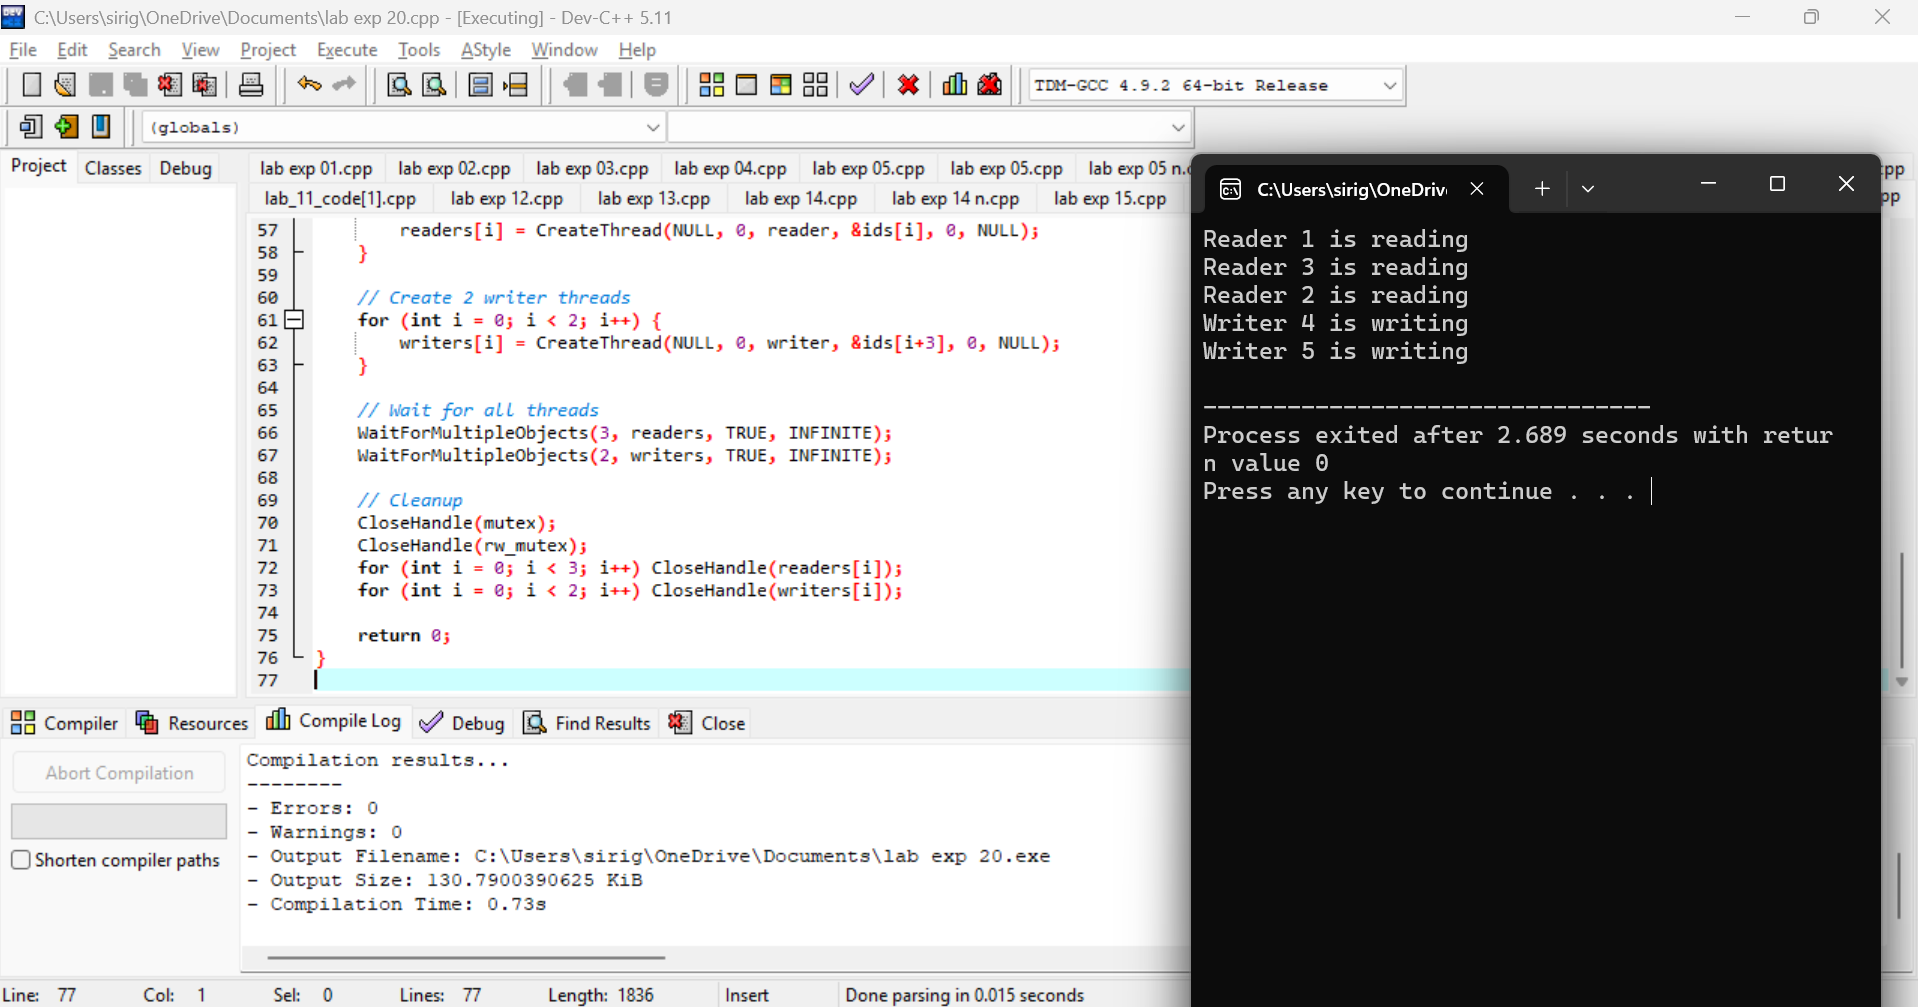 C:\Users\sirig\OneDrive\Documents\lab exp 20.cpp - [Executing] - Dev-C++ 5.11
File Edit Search View Project Execute Tools AStyle Window Help
TDM-GCC 4.9.2 64-bit Release
(globals)
Project Classes Debug
lab exp 01.cpp lab exp 02.cpp lab exp 03.cpp lab exp 04.cpp lab exp 05.cpp lab exp 05.cpp lab exp 05 n.c
lab_11_code[1].cpp lab exp 12.cpp lab exp 13.cpp lab exp 14.cpp lab exp 14 n.cpp lab exp 15.cpp
57 readers[i] = CreateThread(NULL, 0, reader, &ids[i], 0, NULL);
58 }
59
60 // Create 2 writer threads
61 for (int i = 0; i < 2; i++) {
62 writers[i] = CreateThread(NULL, 0, writer, &ids[i+3], 0, NULL);
63 }
64
65 // Wait for all threads
66 WaitForMultipleObjects(3, readers, TRUE, INFINITE);
67 WaitForMultipleObjects(2, writers, TRUE, INFINITE);
68
69 // Cleanup
70 CloseHandle(mutex);
71 CloseHandle(rw_mutex);
72 for (int i = 0; i < 3; i++) CloseHandle(readers[i]);
73 for (int i = 0; i < 2; i++) CloseHandle(writers[i]);
74
75 return 0;
76 }
77
C:\Users\sirig\OneDriv
Reader 1 is reading
Reader 3 is reading
Reader 2 is reading
Writer 4 is writing
Writer 5 is writing
--------------------------------
Process exited after 2.689 seconds with retur
n value 0
Press any key to continue . . .
Compiler Resources Compile Log Debug Find Results Close
Abort Compilation
Shorten compiler paths
Compilation results...
--------
- Errors: 0
- Warnings: 0
- Output Filename: C:\Users\sirig\OneDrive\Documents\lab exp 20.exe
- Output Size: 130.7900390625 KiB
- Compilation Time: 0.73s
Line: 77 Col: 1 Sel: 0 Lines: 77 Length: 1836 Insert Done parsing in 0.015 seconds